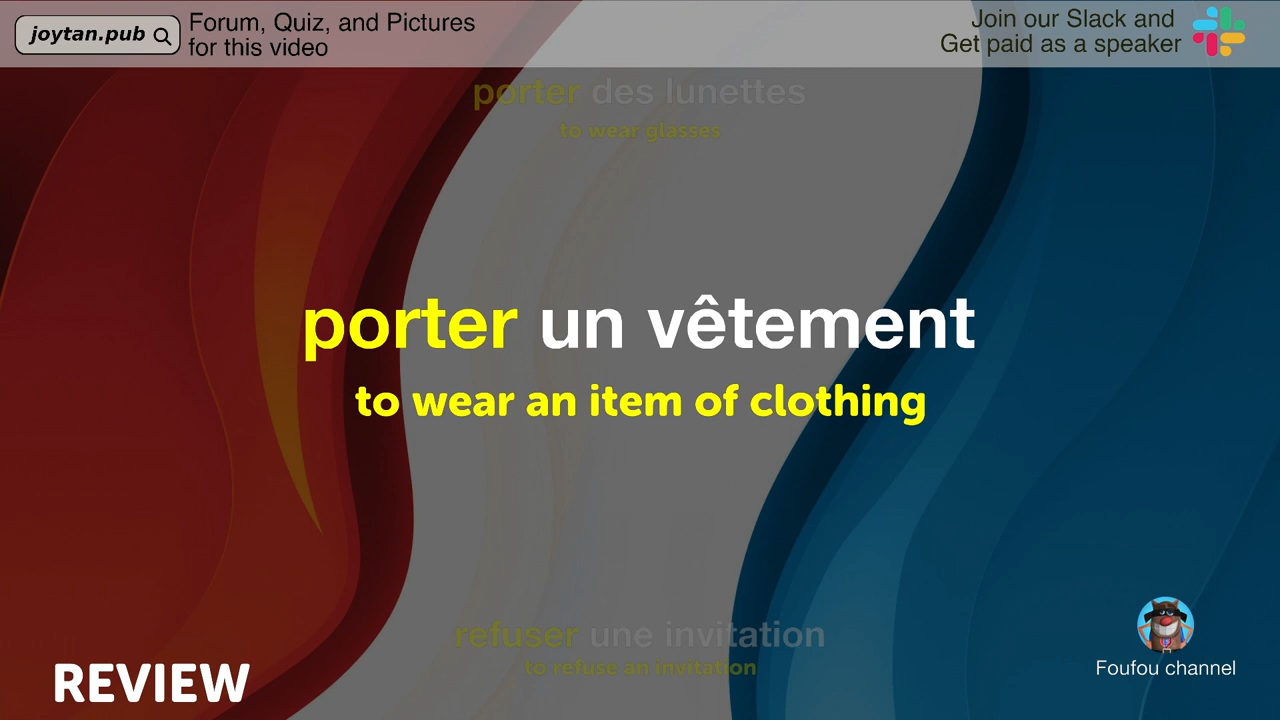 joytan.pub
Forum, Quiz, and Pictures
for this video
Join our Slack and
Get paid as a speaker
porter des lunettes
to wear glasses
porter un vêtement
to wear an item of clothing
refuser une invitation
to refuse an invitation
REVIEW
Foufou channel